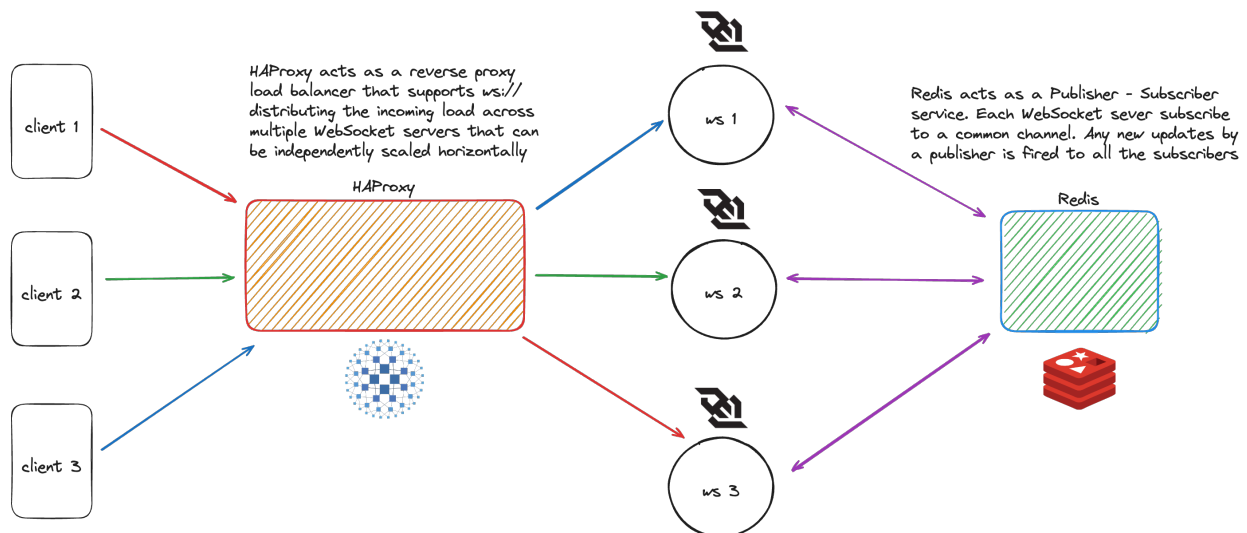 client 1
client 2
client 3
HAProxy acts as a reverse proxy
load balancer that supports ws://
distributing the incoming load across
multiple WebSocket servers that can
be independently scaled horizontally
HAProxy
ws 1
ws 2
ws 3
Redis acts as a Publisher - Subscriber
service. Each WebSocket sever subscribe
to a common channel. Any new updates by
a publisher is fired to all the subscribers
Redis